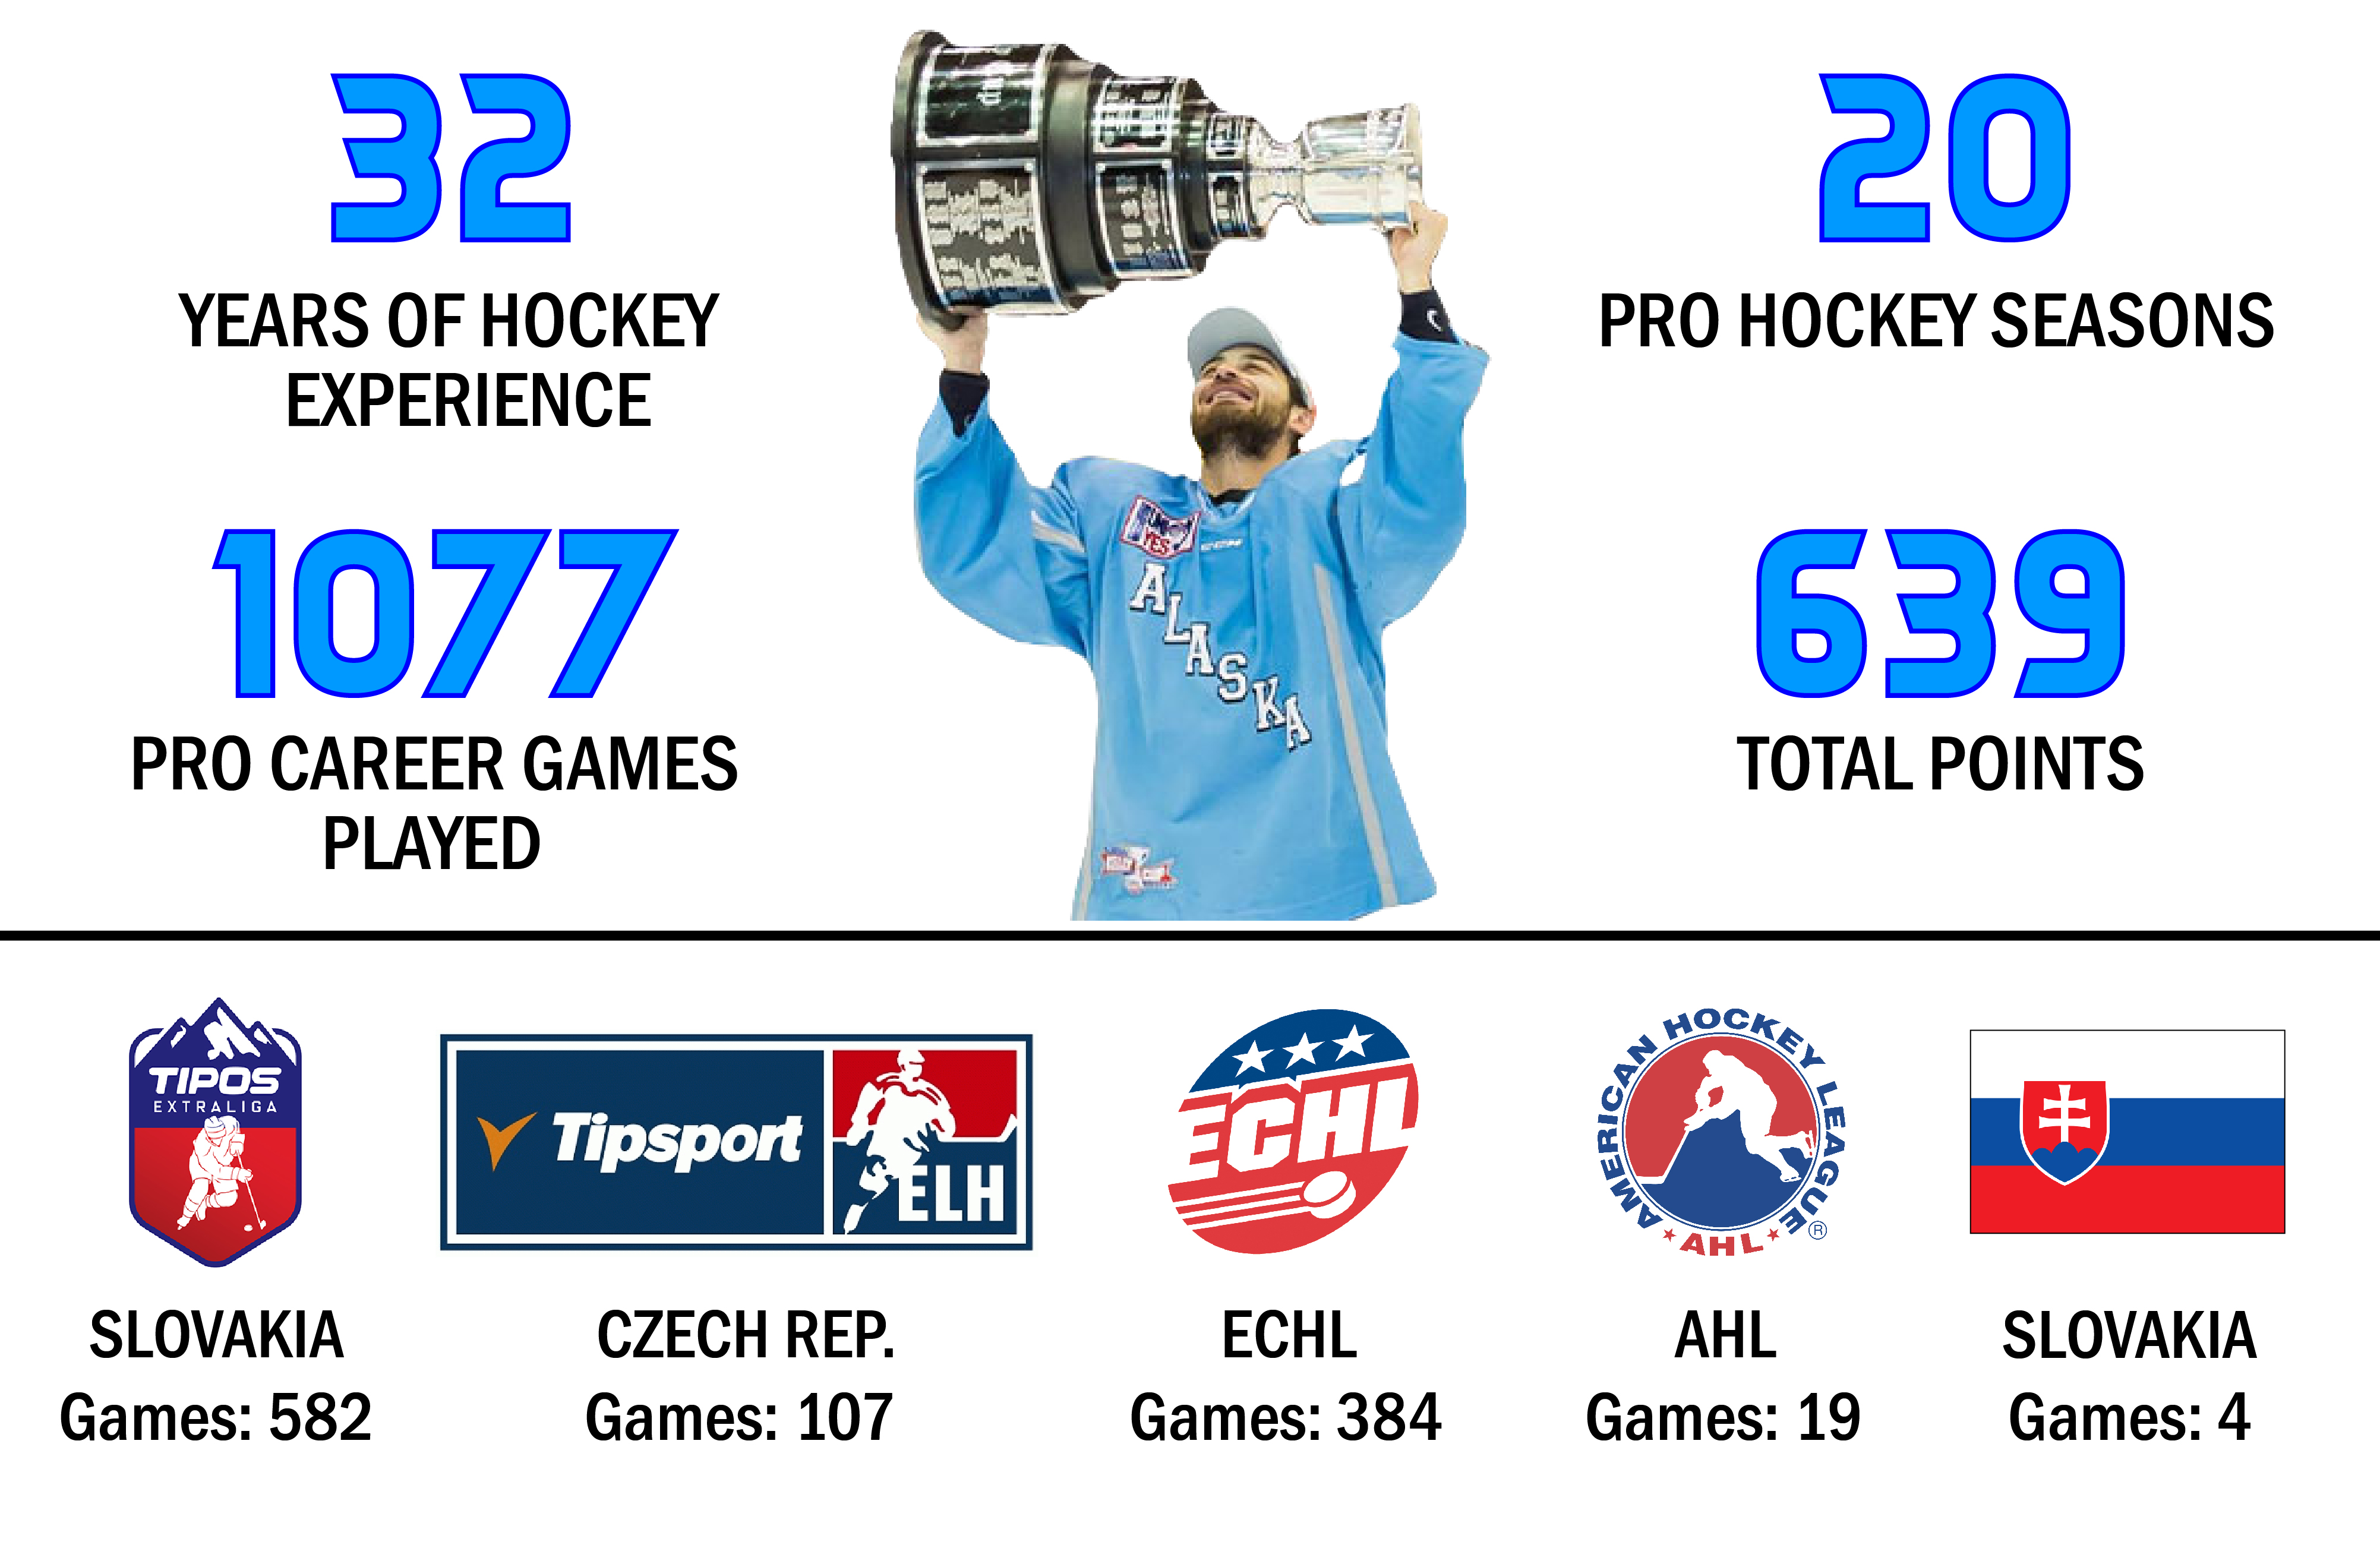 32
YEARS OF HOCKEY
EXPERIENCE
20
PRO HOCKEY SEASONS
1077
PRO CAREER GAMES
PLAYED
639
TOTAL POINTS
YES
CCM
ALASKA
TIPOS
EXTRALIGA
Tipsport
ELH
ECHL
AMERICAN HOCKEY LEAGUE
AHL
®
SLOVAKIA
Games: 582
CZECH REP.
Games: 107
ECHL
Games: 384
AHL
Games: 19
SLOVAKIA
Games: 4